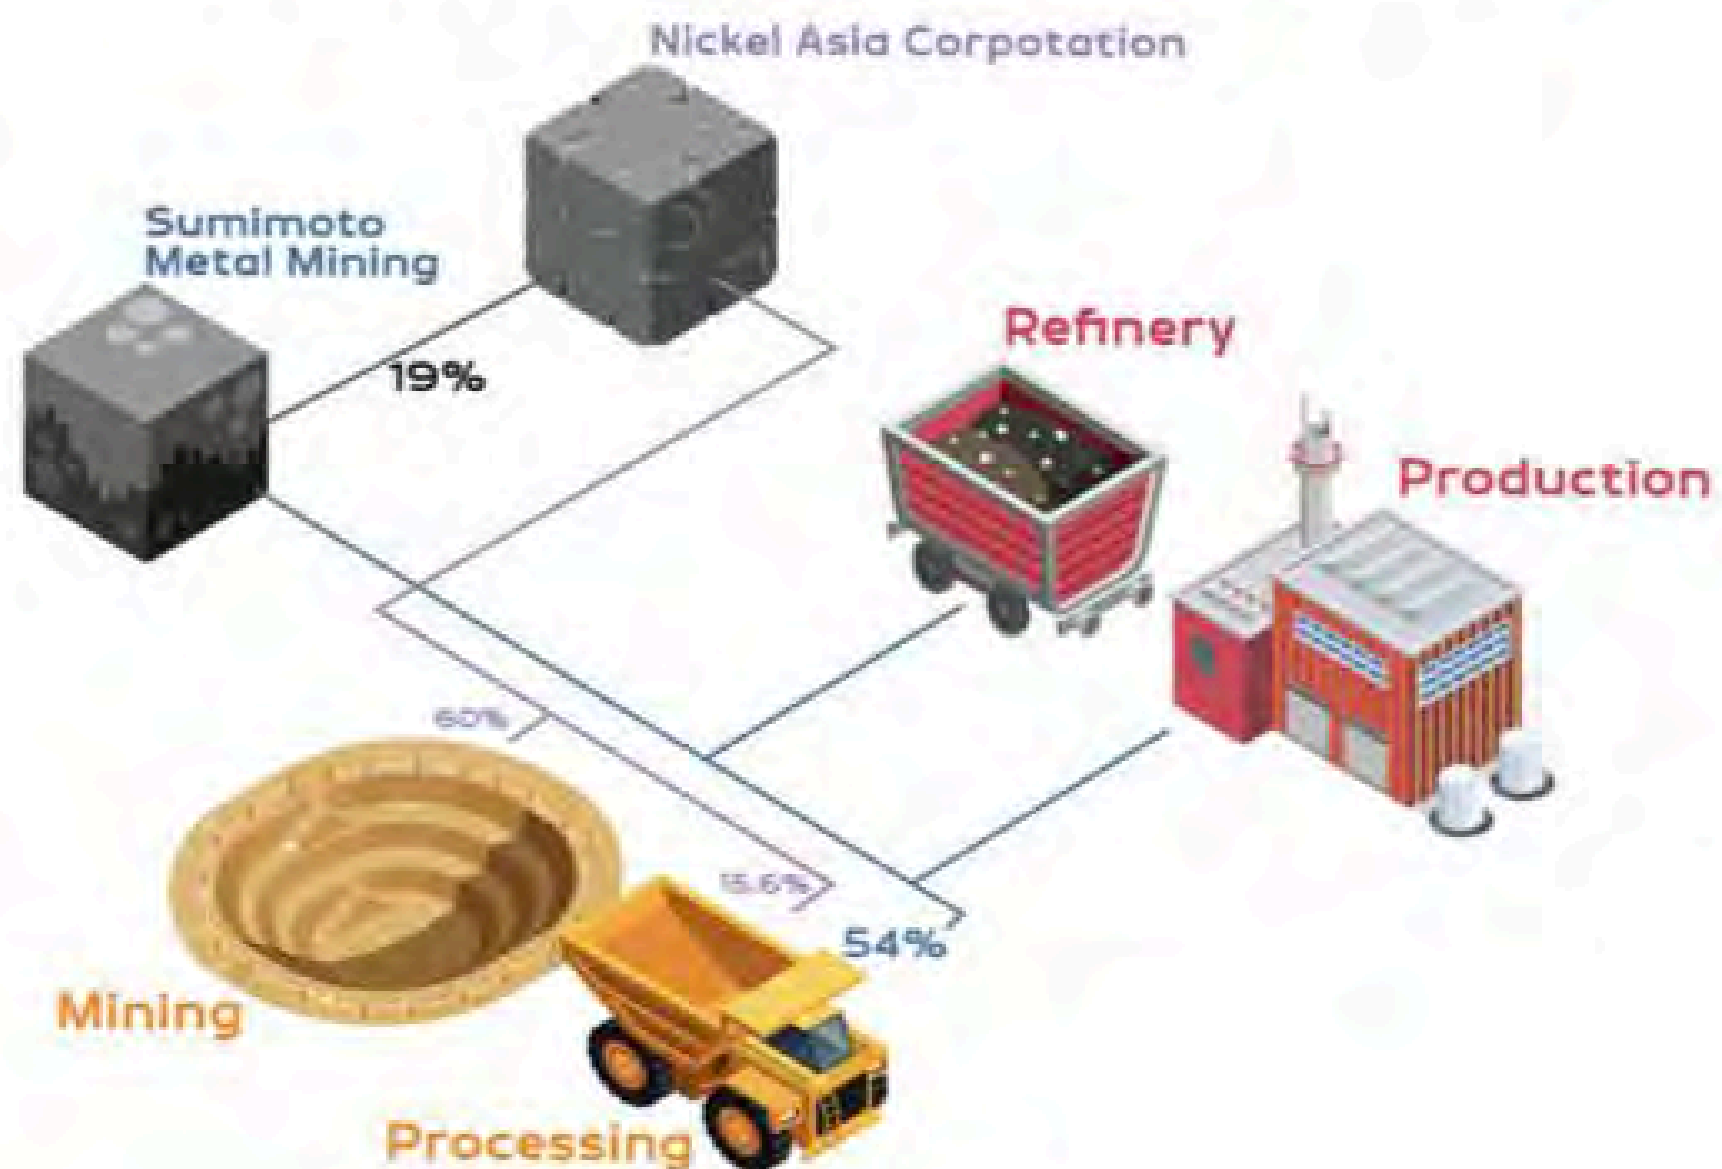 Nickel Asia Corpotation
Sumimoto
Metal Mining
19%
Refinery
Production
60%
15.6%
54%
Mining
Processing